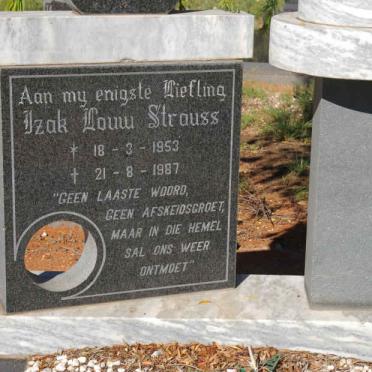 Aan my enigste Liefling
Izak Louw Strauss
* 18 - 3 - 1953
† 21 - 8 - 1987
"GEEN LAASTE WOORD,
GEEN AFSKEIDSGROET,
MAAR IN DIE HEMEL
SAL ONS WEER
ONTMOET"